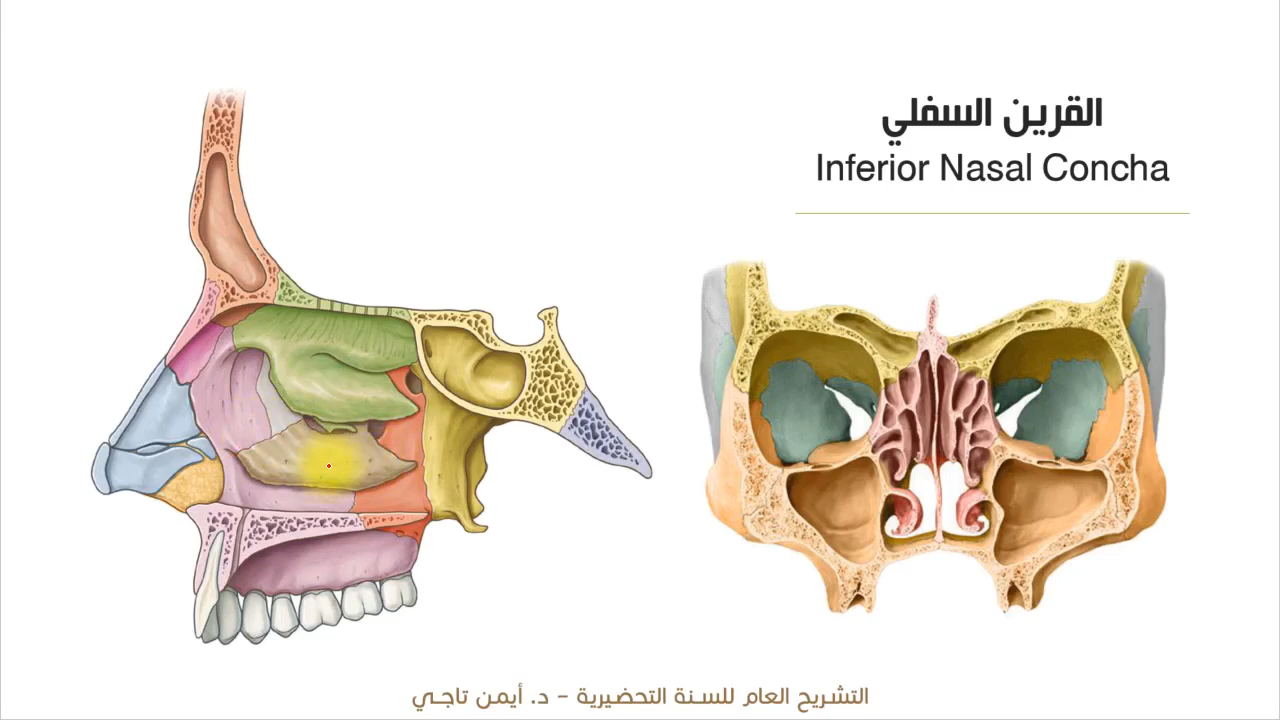 القرين السفلي
Inferior Nasal Concha
التشريح العام للسنة التحضيرية - د. أيمن تاجي